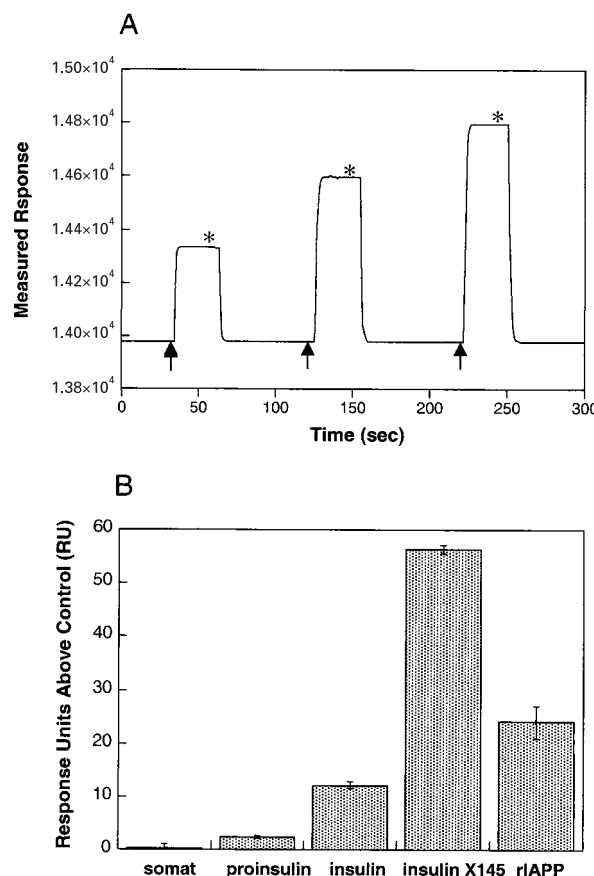 A
1.50×10⁴
1.48×10⁴
1.46×10⁴
1.44×10⁴
1.42×10⁴
1.40×10⁴
1.38×10⁴
Measured Rsponse
* * *
0 50 100 150 200 250 300
Time (sec)
B
60
50
40
30
20
10
0
Response Units Above Control (RU)
somat proinsulin insulin insulin X145 rIAPP